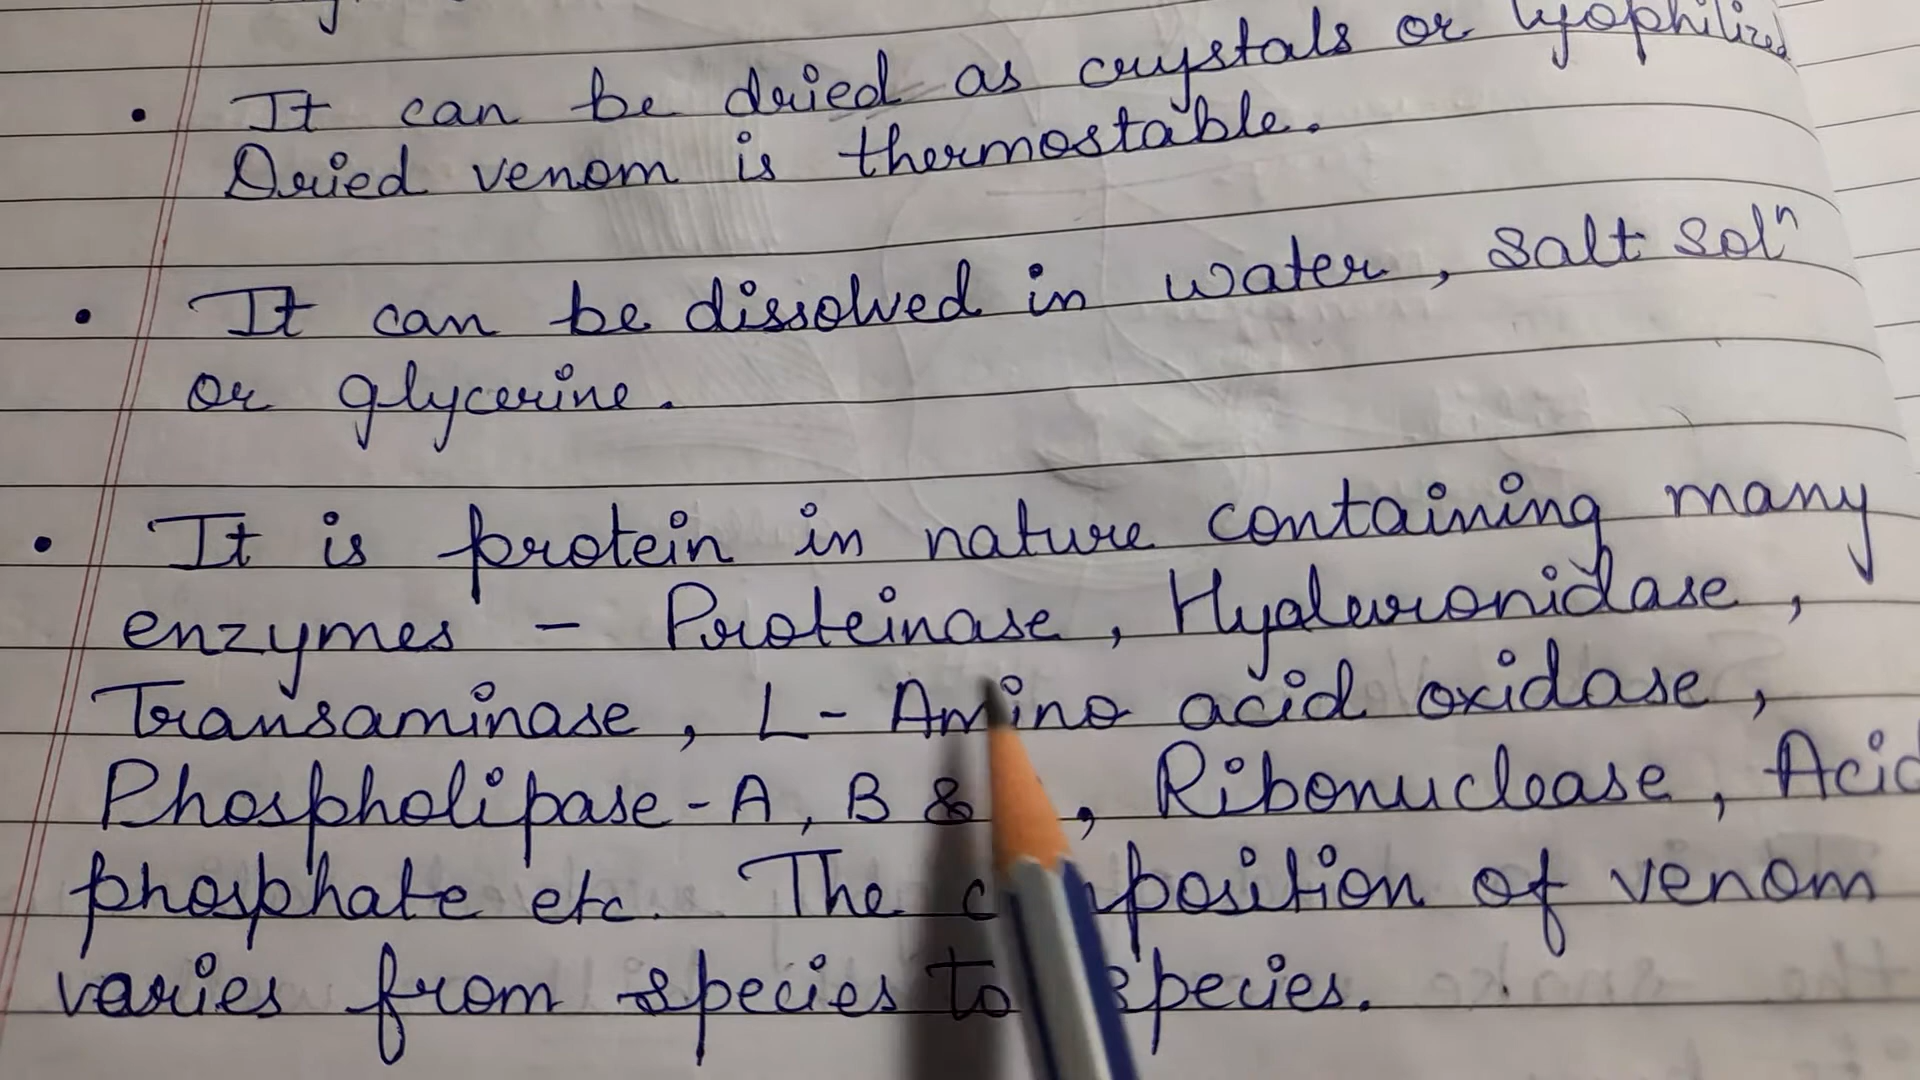 • It can be dried as crystals or lyophilized
Dried venom is thermostable.
• It can be dissolved in water, salt solⁿ
or glycerine.
• It is protein in nature containing many
enzymes - Proteinase, Hyaluronidase,
Transaminase, L- Amino acid oxidase,
Phospholipase-A, B & , Ribonuclease, Acid
phosphate etc. The of venom
varies from species to species.